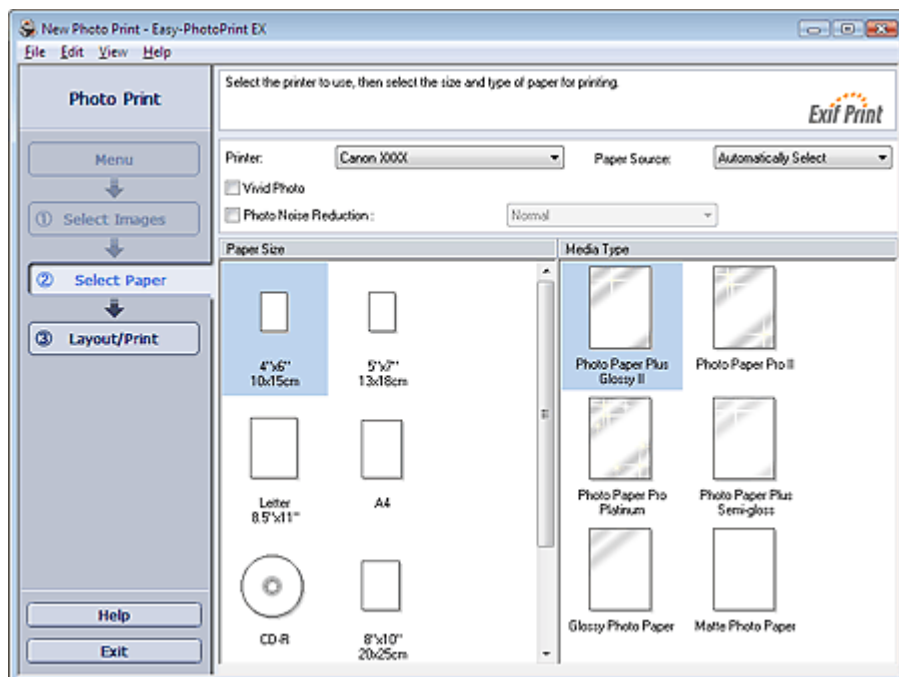 New Photo Print - Easy-PhotoPrint EX
File Edit View Help
Photo Print
Menu
① Select Images
② Select Paper
③ Layout/Print
Help
Exit
Select the printer to use, then select the size and type of paper for printing.
Exif Print
Printer: Canon XXXX Paper Source: Automatically Select
Vivid Photo
Photo Noise Reduction : Normal
Paper Size
4"x6"
10x15cm
5"x7"
13x18cm
Letter
8.5"x11"
A4
CD-R
8"x10"
20x25cm
Media Type
Photo Paper Plus
Glossy II
Photo Paper Pro II
Photo Paper Pro
Platinum
Photo Paper Plus
Semi-gloss
Glossy Photo Paper
Matte Photo Paper